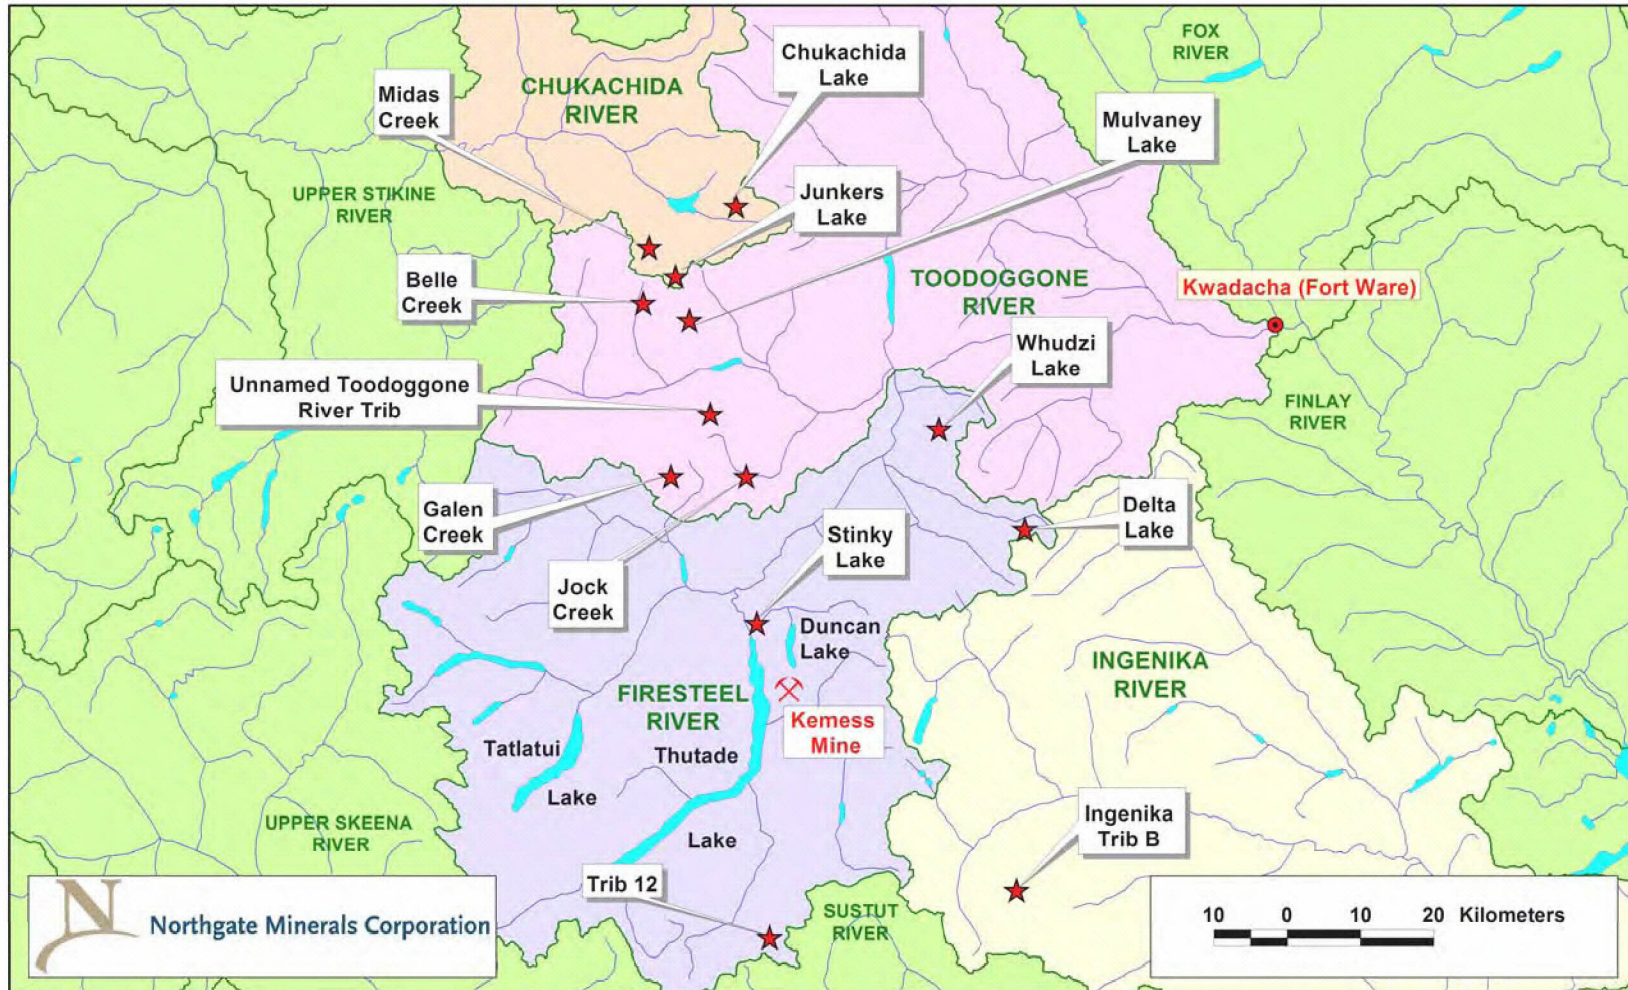 FOX
RIVER
Chukachida
Lake
CHUKACHIDA
RIVER
Midas
Creek
Mulvaney
Lake
UPPER STIKINE
RIVER
Junkers
Lake
Belle
Creek
TOODOGGONE
RIVER
Kwadacha (Fort Ware)
Whudzi
Lake
Unnamed Toodoggone
River Trib
FINLAY
RIVER
Galen
Creek
Delta
Lake
Stinky
Lake
Jock
Creek
Duncan
Lake
INGENIKA
RIVER
FIRESTEEL
RIVER
Kemess
Mine
Tatlatui
Lake
Thutade
Lake
UPPER SKEENA
RIVER
Ingenika
Trib B
Trib 12
SUSTUT
RIVER
N
Northgate Minerals Corporation
10 0 10 20 Kilometers